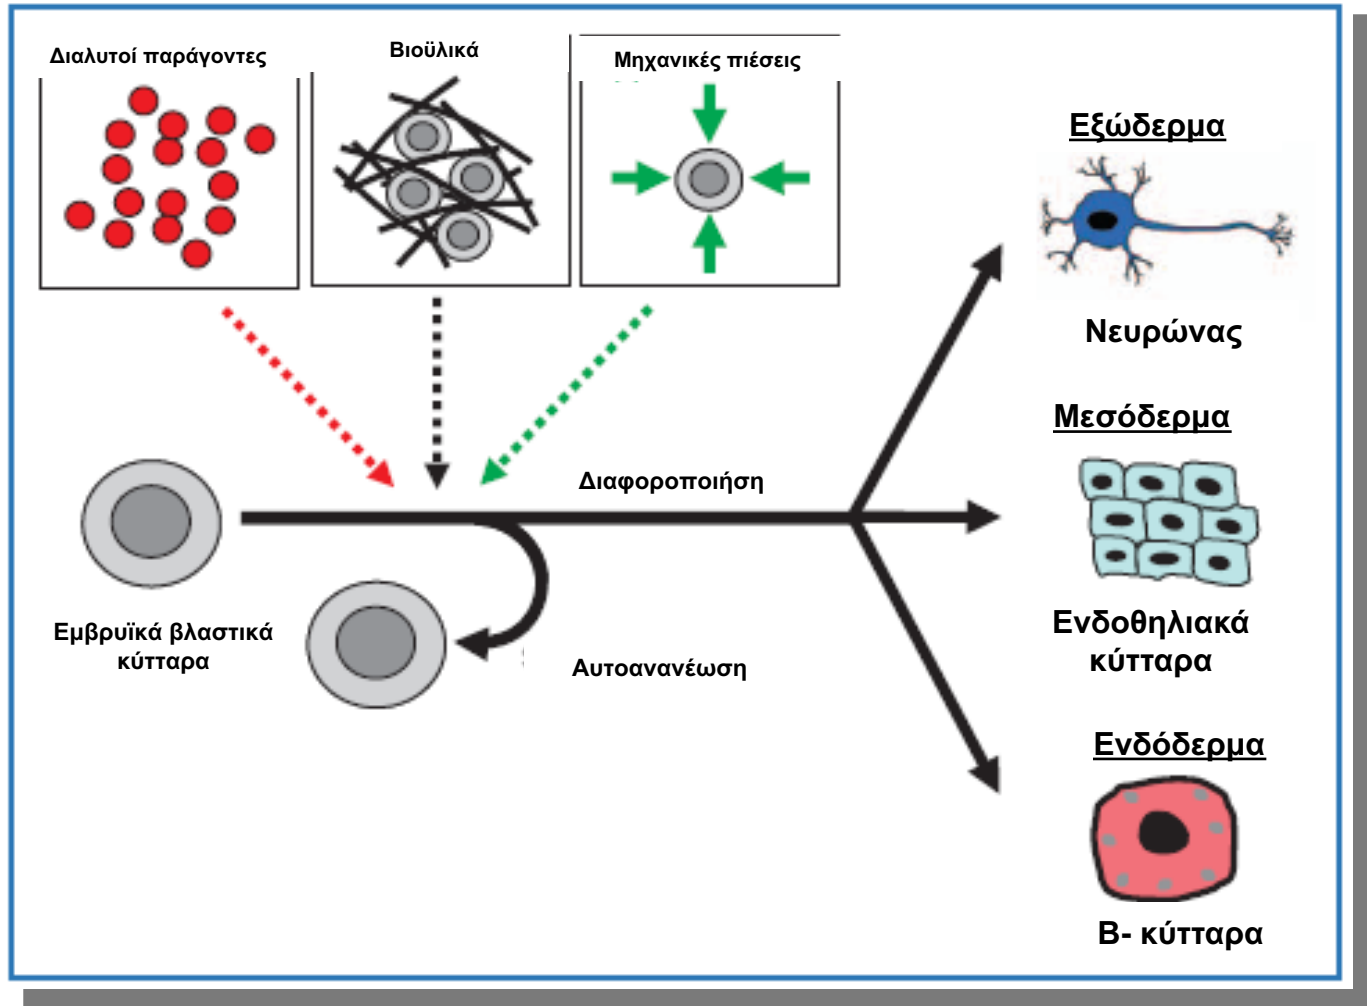 Διαλυτοί παράγοντες
Βιοϋλικά
Μηχανικές πιέσεις
Εξώδερμα
Νευρώνας
Μεσόδερμα
Διαφοροποιήση
Εμβρυϊκά βλαστικά
κύτταρα
Αυτοανανέωση
Ενδοθηλιακά
κύτταρα
Ενδόδερμα
Β- κύτταρα